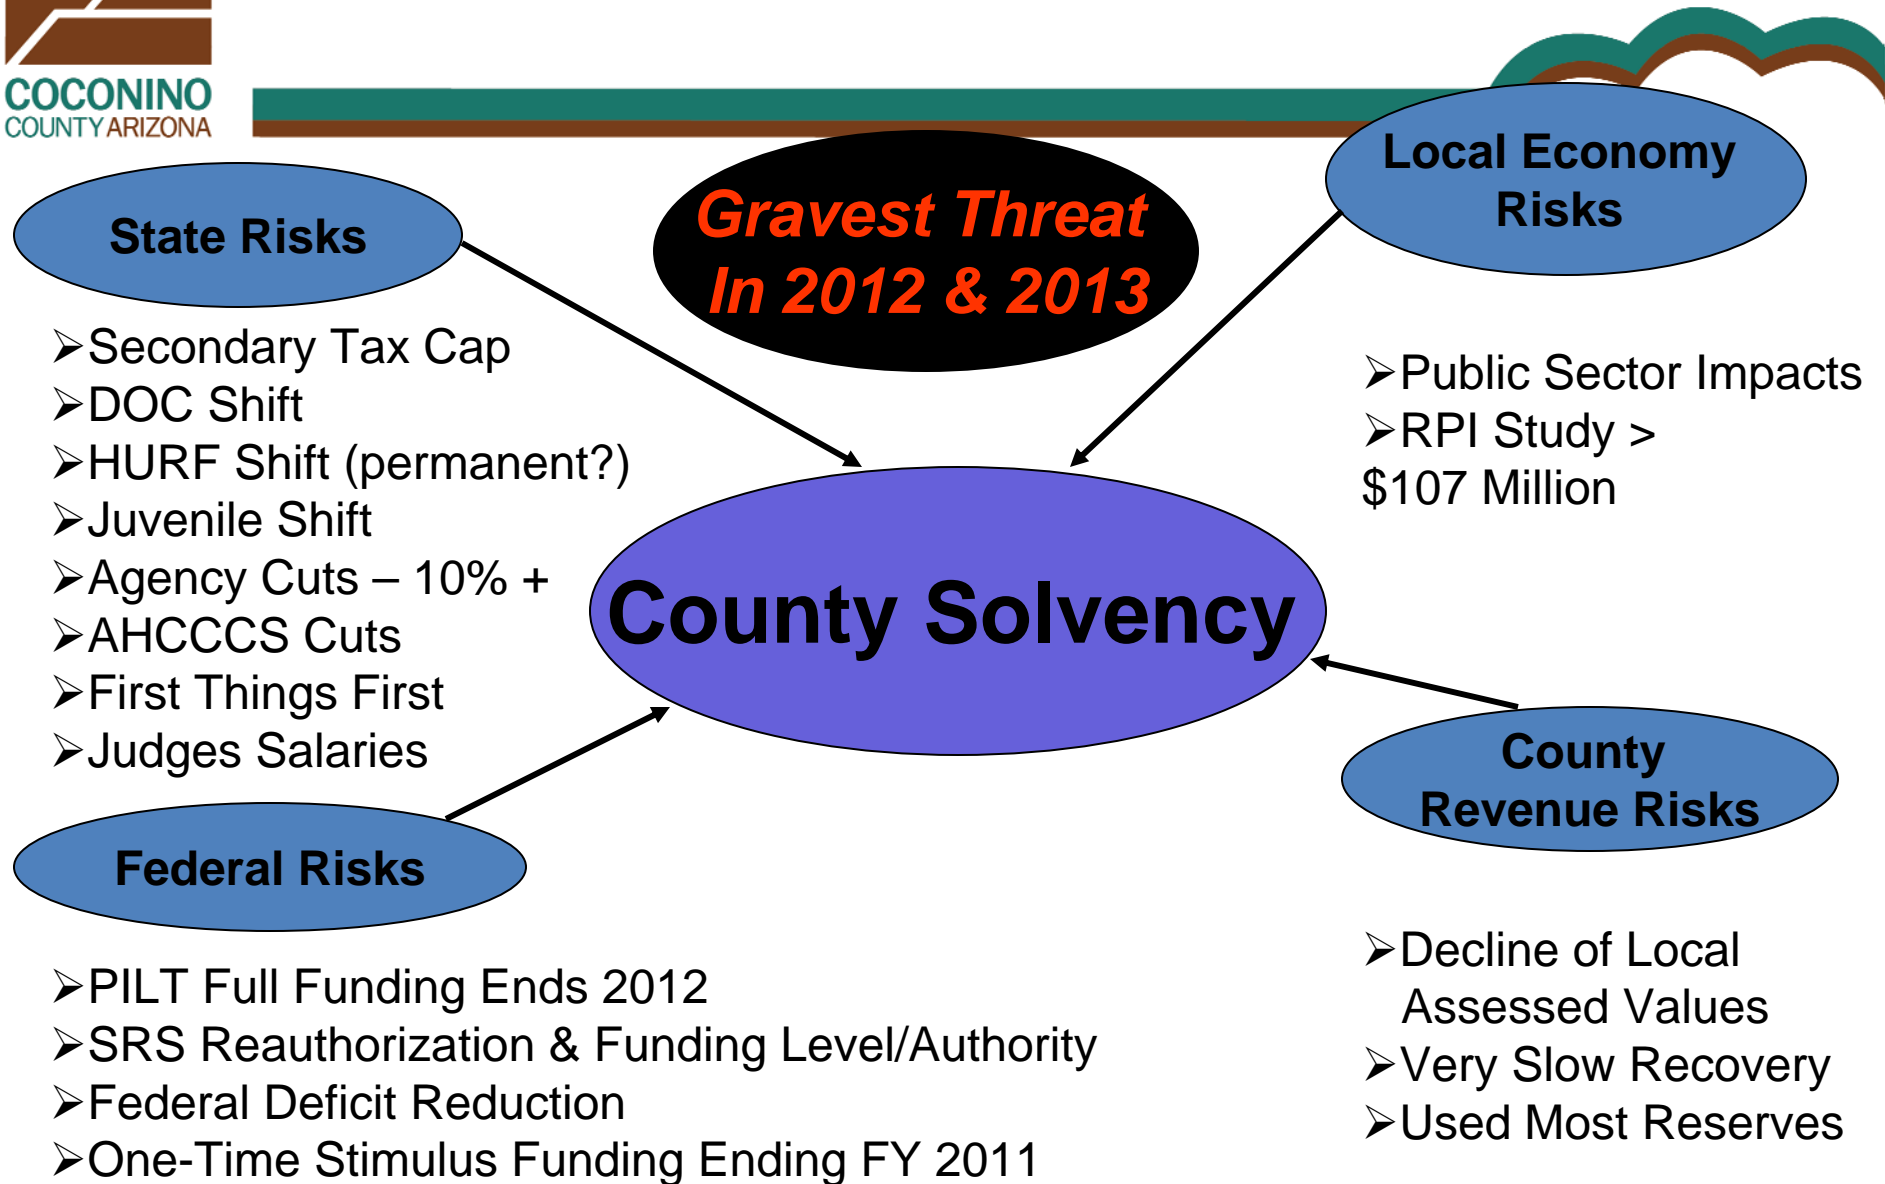 COCONINO
COUNTY ARIZONA
Gravest Threat
In 2012 & 2013
Local Economy
Risks
State Risks
➢Secondary Tax Cap
➢DOC Shift
➢HURF Shift (permanent?)
➢Juvenile Shift
➢Agency Cuts – 10% +
➢AHCCCS Cuts
➢First Things First
➢Judges Salaries
➢Public Sector Impacts
➢RPI Study >
$107 Million
County Solvency
County
Revenue Risks
Federal Risks
➢PILT Full Funding Ends 2012
➢SRS Reauthorization & Funding Level/Authority
➢Federal Deficit Reduction
➢One-Time Stimulus Funding Ending FY 2011
➢Decline of Local
Assessed Values
➢Very Slow Recovery
➢Used Most Reserves